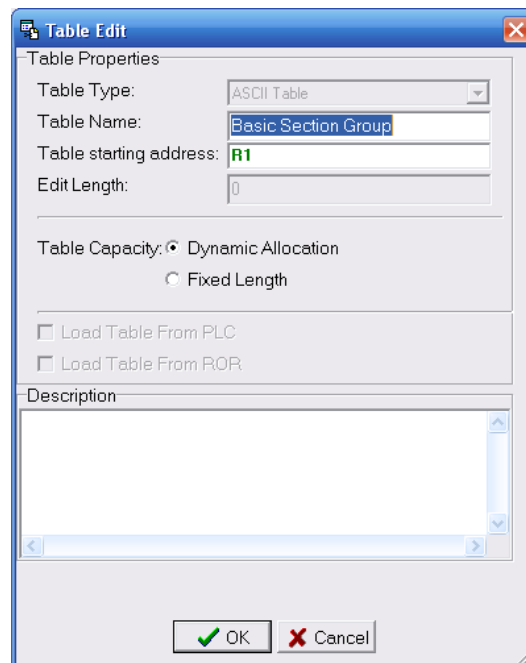 Table Edit
Table Properties
Table Type: ASCII Table
Table Name: Basic Section Group
Table starting address: R1
Edit Length: 0
Table Capacity: Dynamic Allocation
Fixed Length
Load Table From PLC
Load Table From ROR
Description
OK Cancel